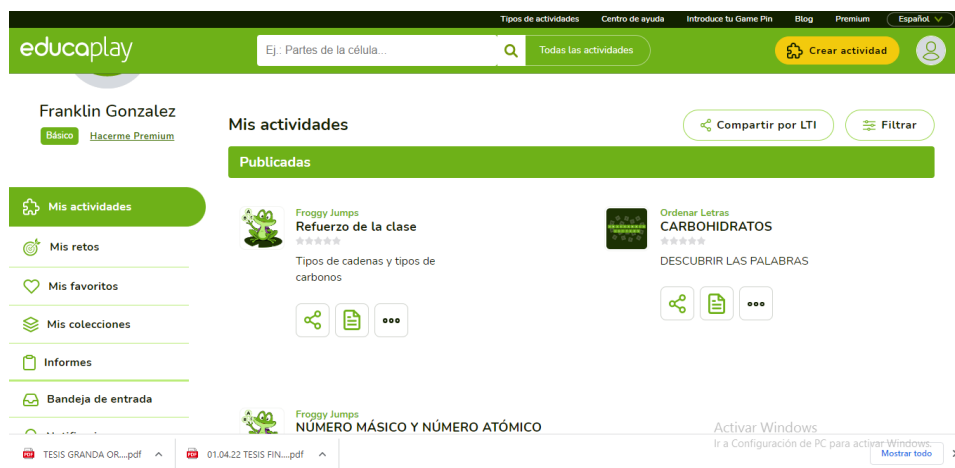 Tipos de actividades Centro de ayuda Introduce tu Game Pin Blog Premium Español
educaplay
Ej.: Partes de la célula...
Todas las actividades
Crear actividad
Franklin Gonzalez
Básico Hacerme Premium
Mis actividades
Mis retos
Mis favoritos
Mis colecciones
Informes
Bandeja de entrada
Mis actividades
Compartir por LTI
Filtrar
Publicadas
Froggy Jumps
Refuerzo de la clase
Tipos de cadenas y tipos de
carbonos
Ordenar Letras
CARBOHIDRATOS
DESCUBRIR LAS PALABRAS
Froggy Jumps
NÚMERO MÁSICO Y NÚMERO ATÓMICO
Activar Windows
Ir a Configuración de PC para activar Windows.
TESIS GRANDA OR....pdf
01.04.22 TESIS FIN....pdf
Mostrar todo